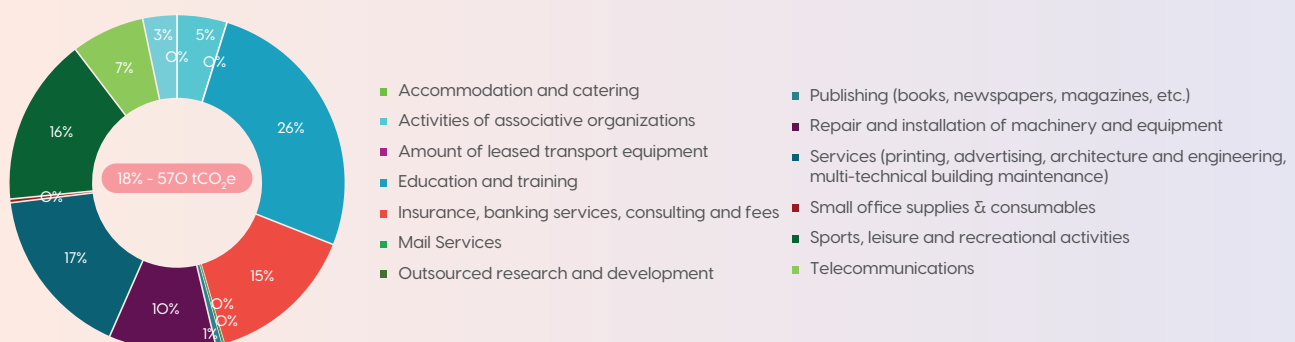 3%
5%
0%
0%
7%
26%
16%
18% - 570 tCO2e
0%
17%
15%
10%
0%
0%
1%
Accommodation and catering
Activities of associative organizations
Amount of leased transport equipment
Education and training
Insurance, banking services, consulting and fees
Mail Services
Outsourced research and development
Publishing (books, newspapers, magazines, etc.)
Repair and installation of machinery and equipment
Services (printing, advertising, architecture and engineering,
multi-technical building maintenance)
Small office supplies & consumables
Sports, leisure and recreational activities
Telecommunications